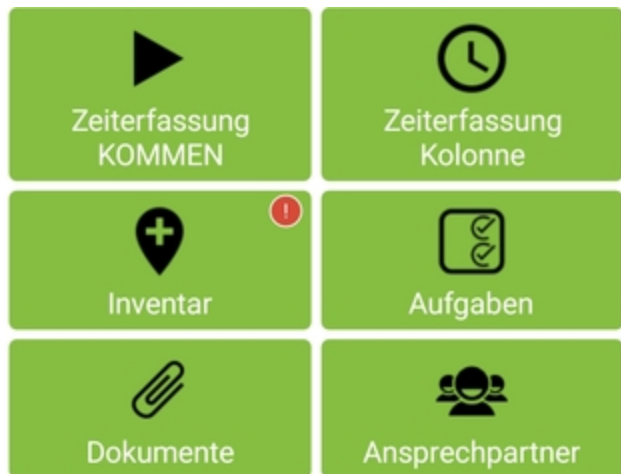 Zeiterfassung
KOMMEN
Zeiterfassung
Kolonne
!
Inventar
Aufgaben
Dokumente
Ansprechpartner